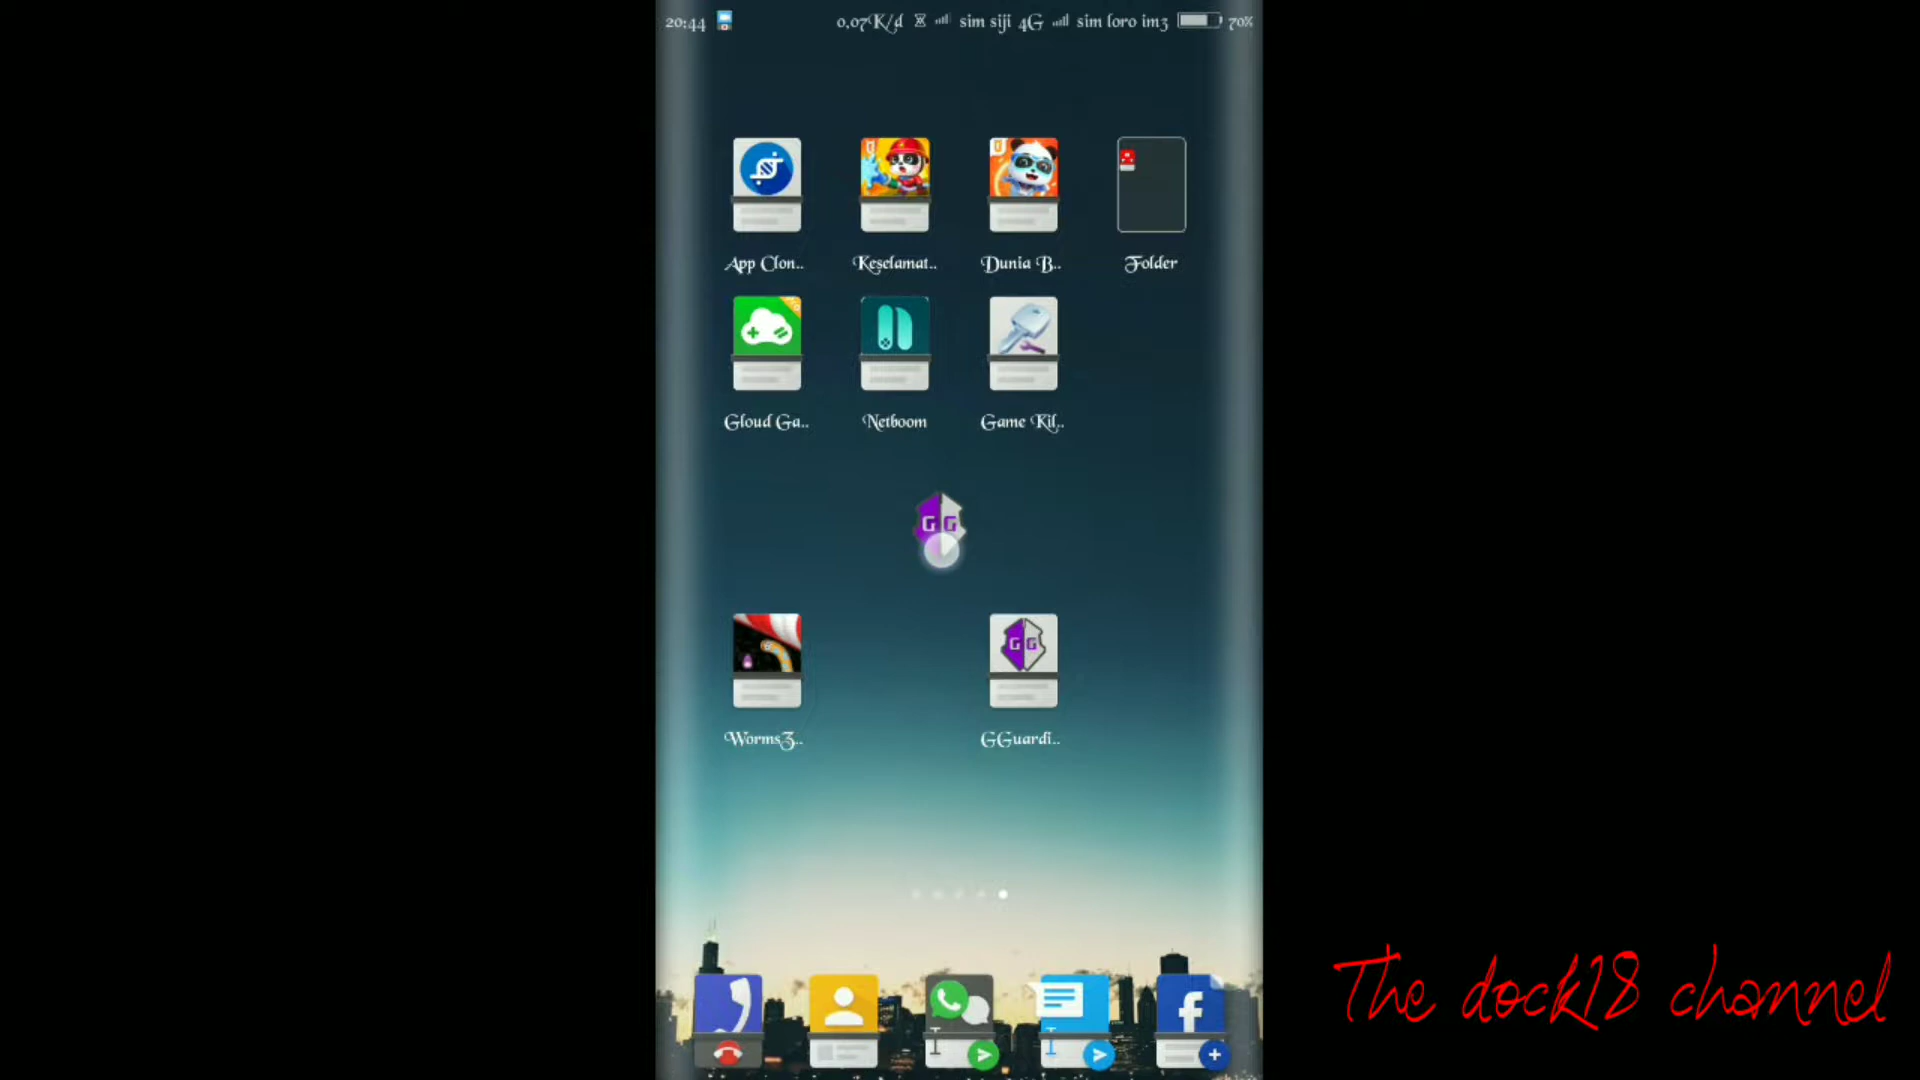 20:44 0,07K/d sim siji 4G sim loro im3 70%
App Clon.. Keselamat.. Dunia B.. Folder
Gloud Ga.. Netboom Game Kil..
GG
GG
WormsZ.. GGuardi..
The dock18 channel